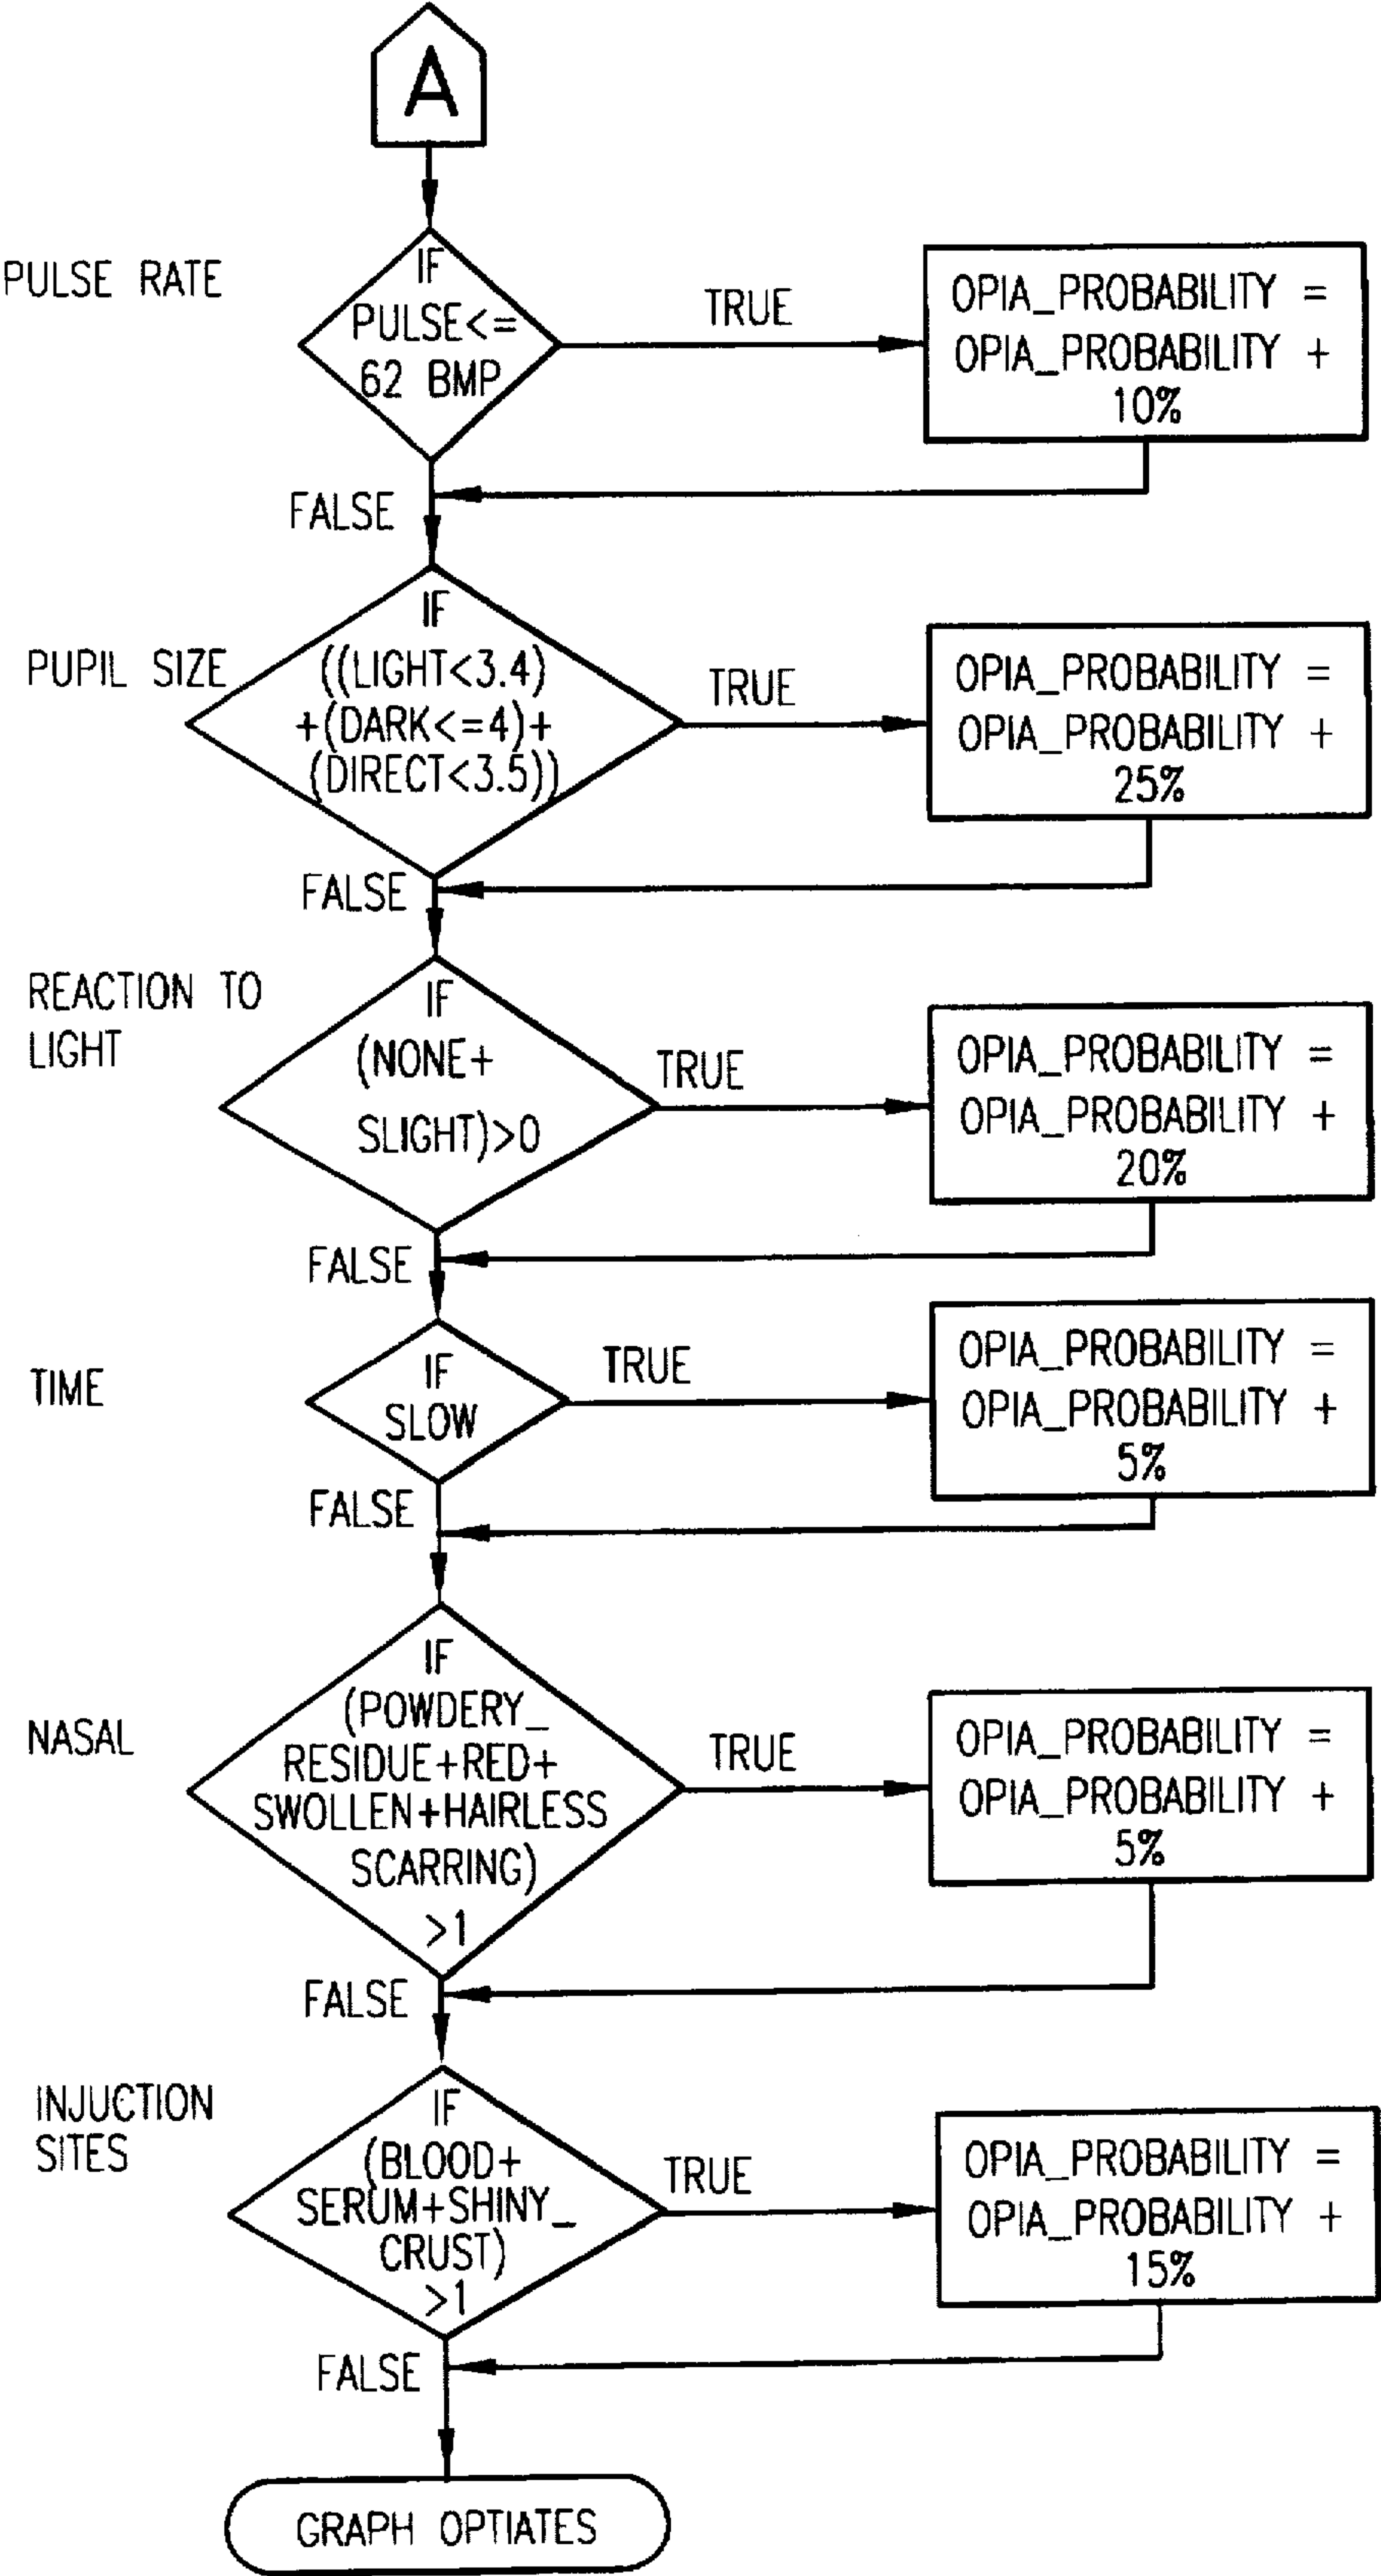 A
PULSE RATE
IF
PULSE<=
62 BMP
TRUE
OPIA_PROBABILITY =
OPIA_PROBABILITY +
10%
FALSE
PUPIL SIZE
IF
((LIGHT<3.4)
+(DARK<=4)+
(DIRECT<3.5))
TRUE
OPIA_PROBABILITY =
OPIA_PROBABILITY +
25%
FALSE
REACTION TO
LIGHT
IF
(NONE+
SLIGHT)>0
TRUE
OPIA_PROBABILITY =
OPIA_PROBABILITY +
20%
FALSE
TIME
IF
SLOW
TRUE
OPIA_PROBABILITY =
OPIA_PROBABILITY +
5%
FALSE
NASAL
IF
(POWDERY_
RESIDUE+RED+
SWOLLEN+HAIRLESS
SCARRING)
>1
TRUE
OPIA_PROBABILITY =
OPIA_PROBABILITY +
5%
FALSE
INJUCTION
SITES
IF
(BLOOD+
SERUM+SHINY_
CRUST)
>1
TRUE
OPIA_PROBABILITY =
OPIA_PROBABILITY +
15%
FALSE
GRAPH OPTIATES